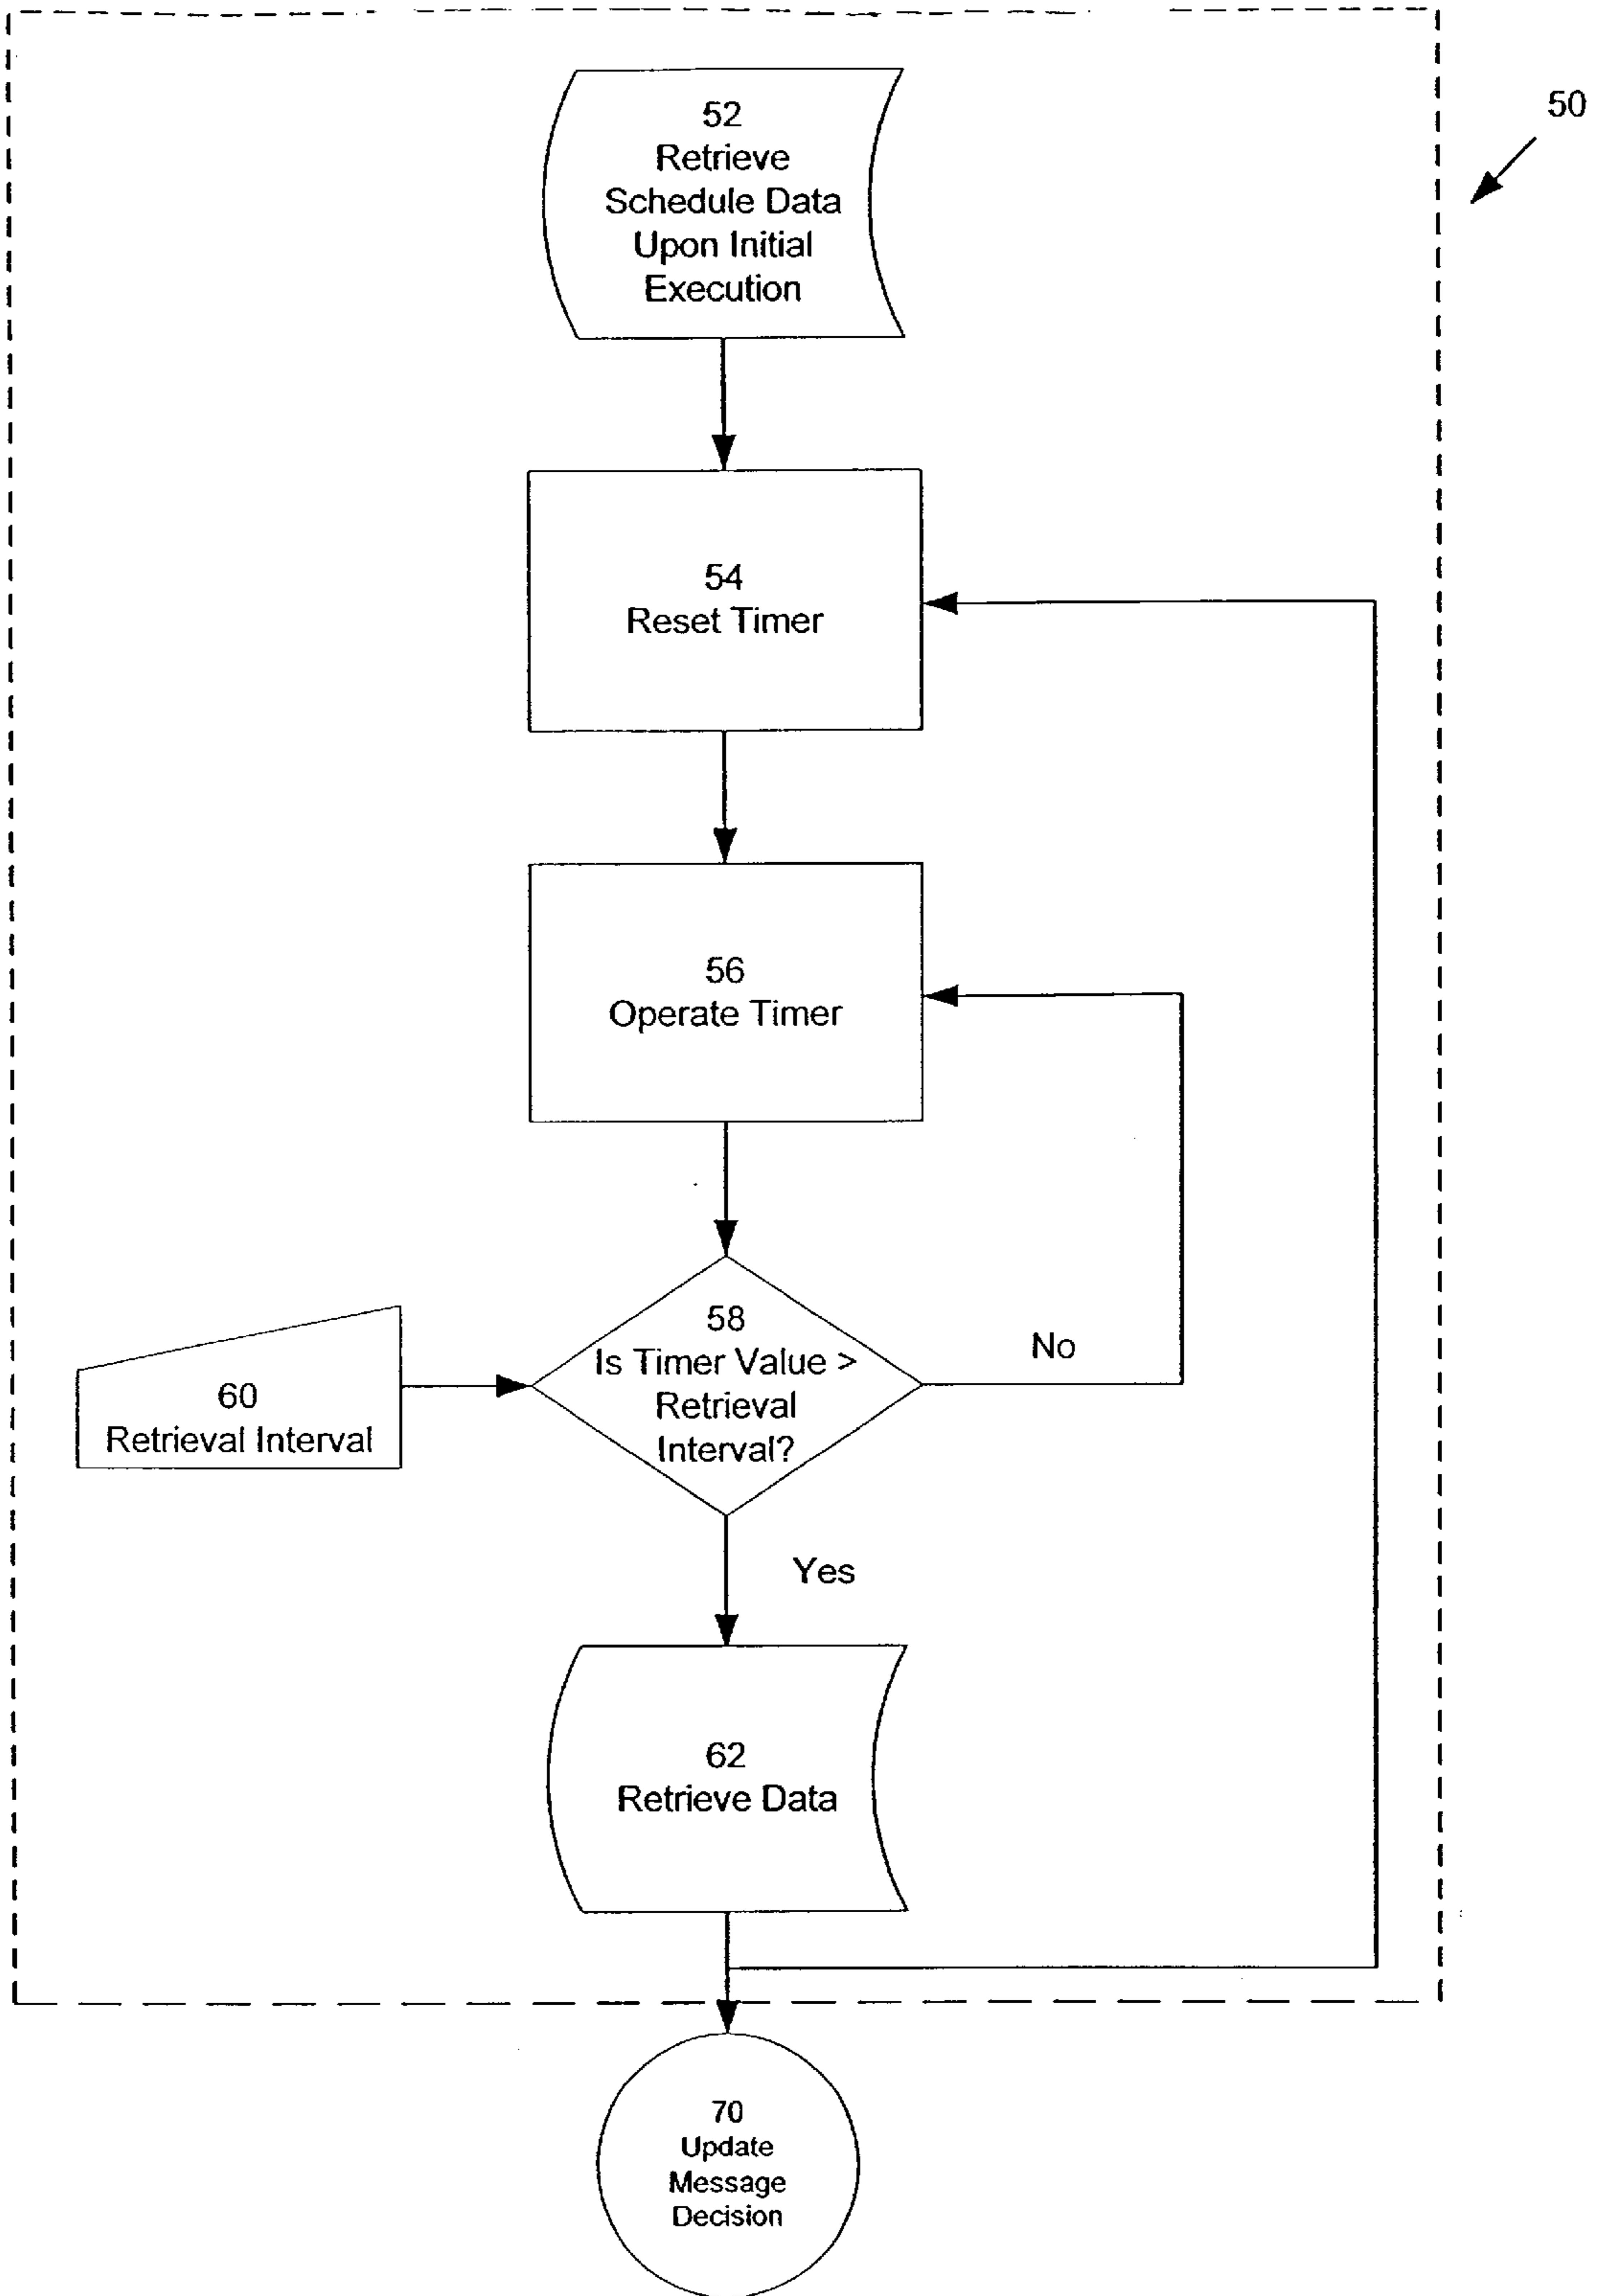 50
52
Retrieve
Schedule Data
Upon Initial
Execution
54
Reset Timer
56
Operate Timer
58
Is Timer Value >
Retrieval
Interval?
No
60
Retrieval Interval
Yes
62
Retrieve Data
70
Update
Message
Decision